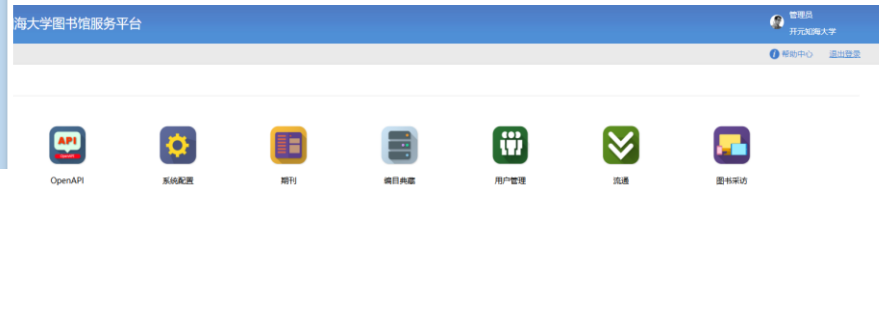 海大学图书馆服务平台
管理员
开元知海大学
帮助中心 退出登录
API
OpenAPI 系统配置 期刊 编目典藏 用户管理 流通 图书采访